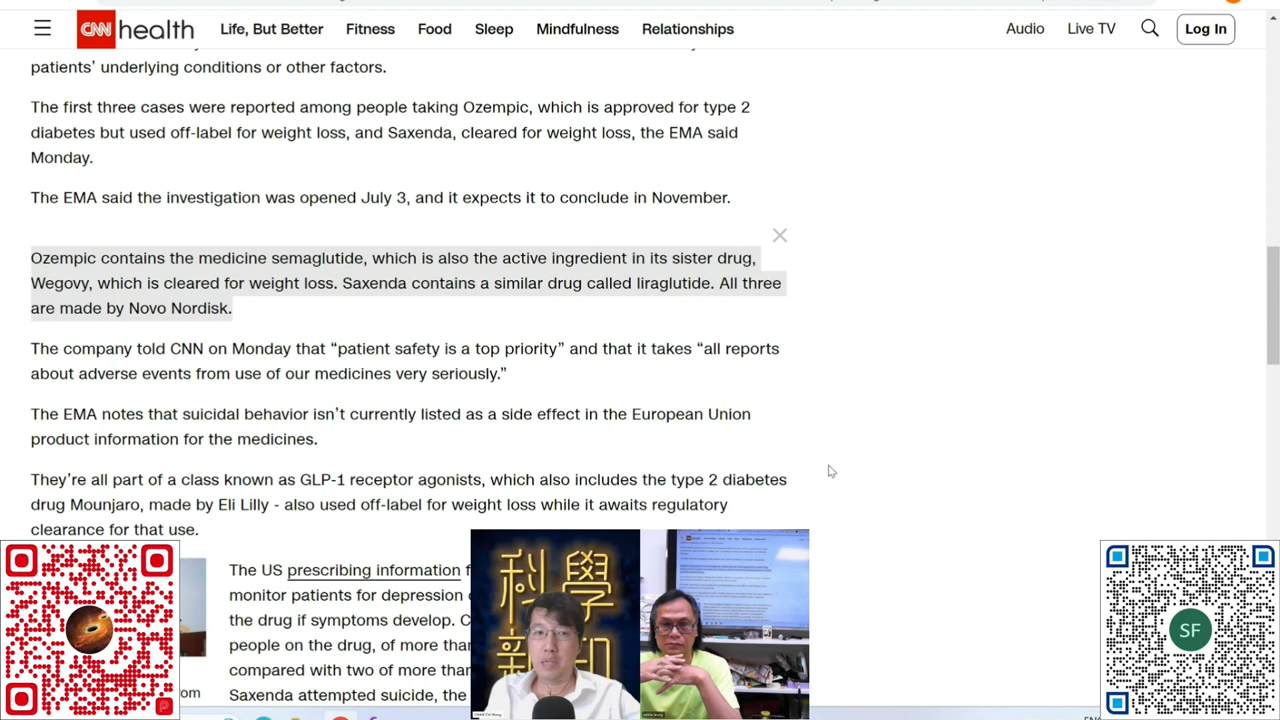 CNN health Life, But Better Fitness Food Sleep Mindfulness Relationships Audio Live TV Log In
patients' underlying conditions or other factors.
The first three cases were reported among people taking Ozempic, which is approved for type 2
diabetes but used off-label for weight loss, and Saxenda, cleared for weight loss, the EMA said
Monday.
The EMA said the investigation was opened July 3, and it expects it to conclude in November.
Ozempic contains the medicine semaglutide, which is also the active ingredient in its sister drug,
Wegovy, which is cleared for weight loss. Saxenda contains a similar drug called liraglutide. All three
are made by Novo Nordisk.
The company told CNN on Monday that “patient safety is a top priority” and that it takes “all reports
about adverse events from use of our medicines very seriously.”
The EMA notes that suicidal behavior isn't currently listed as a side effect in the European Union
product information for the medicines.
They're all part of a class known as GLP-1 receptor agonists, which also includes the type 2 diabetes
drug Mounjaro, made by Eli Lilly - also used off-label for weight loss while it awaits regulatory
clearance for that use.
The US prescribing information f
monitor patients for depression
the drug if symptoms develop. C
people on the drug, of more than
compared with two of more than
Saxenda attempted suicide, the
om
科學
新知
SF